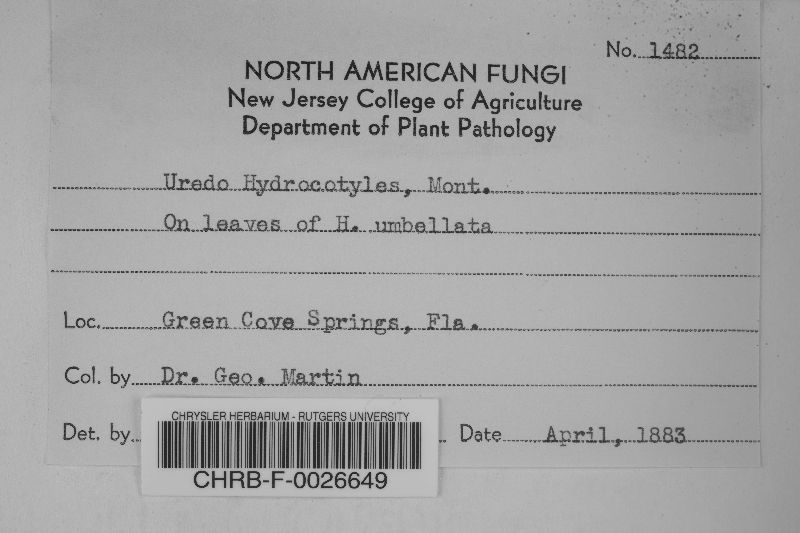 No. 1482
NORTH AMERICAN FUNGI
New Jersey College of Agriculture
Department of Plant Pathology
Uredo Hydrocotyles, Mont.
On leaves of H. umbellata
Loc. Green Cove Springs, Fla.
Col. by Dr. Geo. Martin
Det. by Date April, 1883
CHRYSLER HERBARIUM - RUTGERS UNIVERSITY
CHRB-F-0026649